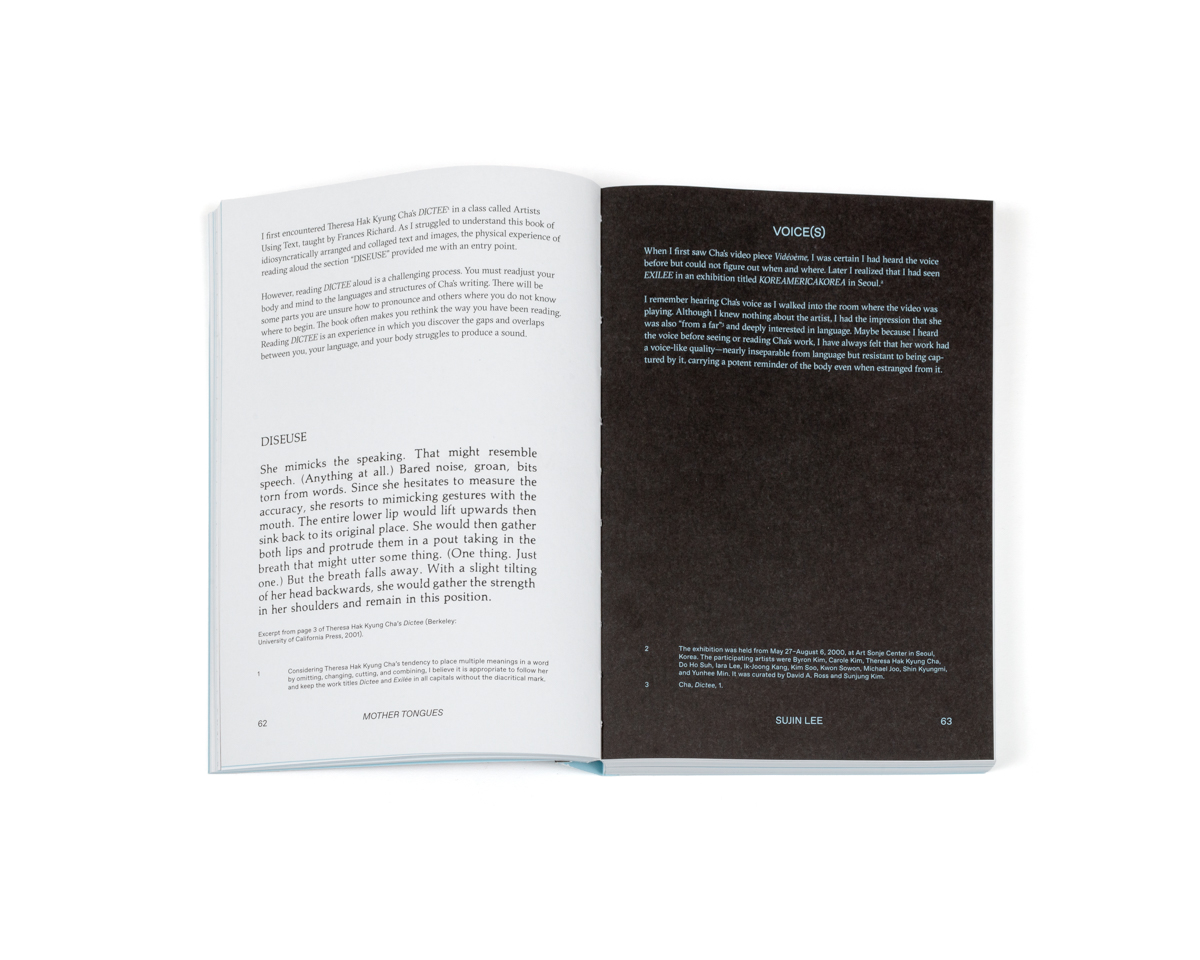 I first encountered Theresa Hak Kyung Cha's DICTEE¹ in a class called Artists
Using Text, taught by Frances Richard. As I struggled to understand this book of
idiosyncratically arranged and collaged text and images, the physical experience of
reading aloud the section “DISEUSE” provided me with an entry point.
However, reading DICTEE aloud is a challenging process. You must readjust your
body and mind to the languages and structures of Cha's writing. There will be
some parts you are unsure how to pronounce and others where you do not know
where to begin. The book often makes you rethink the way you have been reading.
Reading DICTEE is an experience in which you discover the gaps and overlaps
between you, your language, and your body struggles to produce a sound.
DISEUSE
She mimicks the speaking. That might resemble
speech. (Anything at all.) Bared noise, groan, bits
torn from words. Since she hesitates to measure the
accuracy, she resorts to mimicking gestures with the
mouth. The entire lower lip would lift upwards then
sink back to its original place. She would then gather
both lips and protrude them in a pout taking in the
breath that might utter some thing. (One thing. Just
one.) But the breath falls away. With a slight tilting
of her head backwards, she would gather the strength
in her shoulders and remain in this position.
Excerpt from page 3 of Theresa Hak Kyung Cha's Dictee (Berkeley:
University of California Press, 2001).
1 Considering Theresa Hak Kyung Cha's tendency to place multiple meanings in a word
by omitting, changing, cutting, and combining, I believe it is appropriate to follow her
and keep the work titles Dictee and Exilée in all capitals without the diacritical mark.
62 MOTHER TONGUES
VOICE(S)
When I first saw Cha's video piece Vidéoème, I was certain I had heard the voice
before but could not figure out when and where. Later I realized that I had seen
EXILEE in an exhibition titled KOREAMERICAKOREA in Seoul.²
I remember hearing Cha's voice as I walked into the room where the video was
playing. Although I knew nothing about the artist, I had the impression that she
was also “from a far”³ and deeply interested in language. Maybe because I heard
the voice before seeing or reading Cha's work, I have always felt that her work had
a voice-like quality—nearly inseparable from language but resistant to being cap-
tured by it, carrying a potent reminder of the body even when estranged from it.
2 The exhibition was held from May 27–August 6, 2000, at Art Sonje Center in Seoul,
Korea. The participating artists were Byron Kim, Carole Kim, Theresa Hak Kyung Cha,
Do Ho Suh, Iara Lee, Ik-Joong Kang, Kim Soo, Kwon Sowon, Michael Joo, Shin Kyungmi,
and Yunhee Min. It was curated by David A. Ross and Sunjung Kim.
3 Cha, Dictee, 1.
SUJIN LEE 63